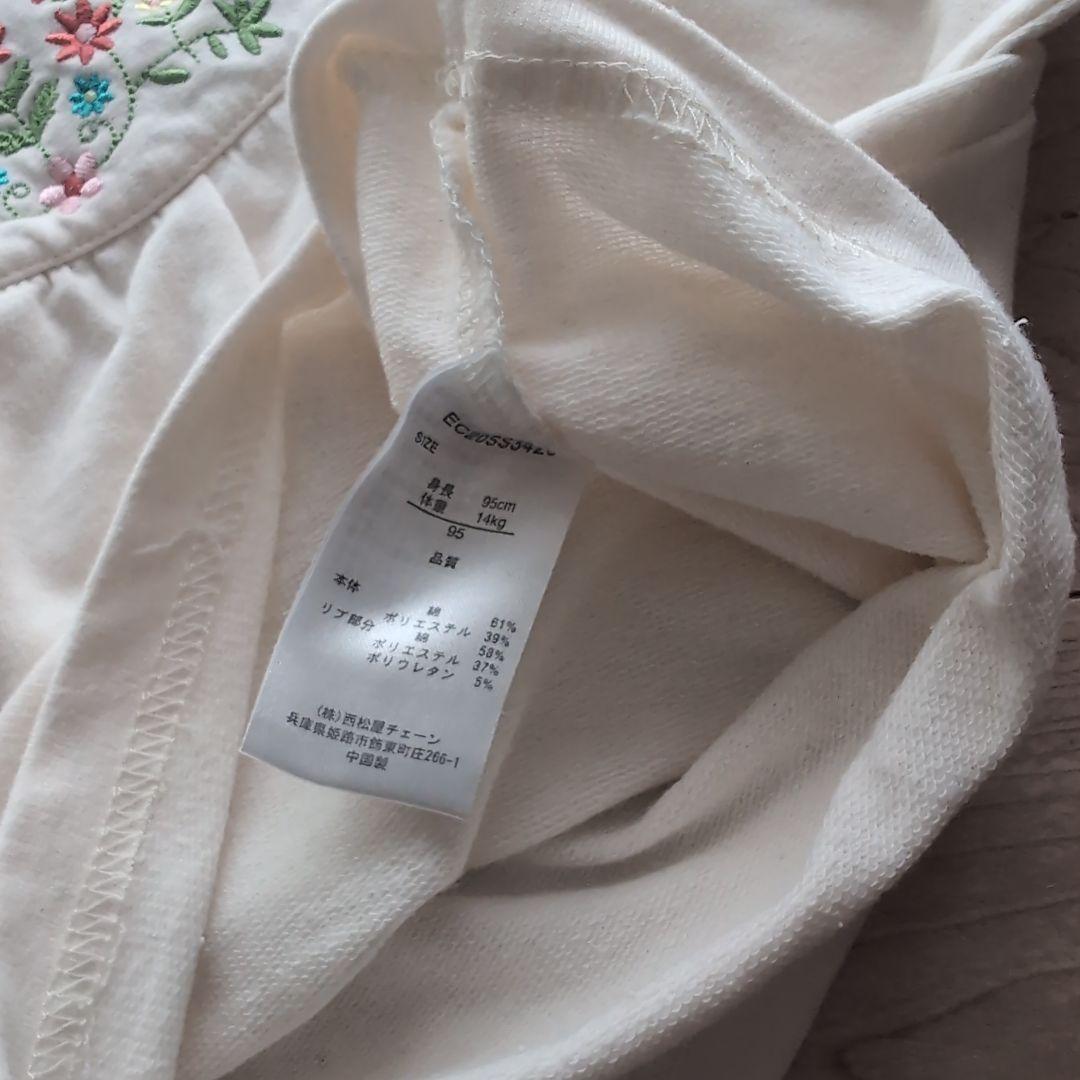 SIZE
身長 95cm
体重 14kg
95
品質
本体
綿 61%
ポリエステル 39%
リブ部分 綿 58%
ポリエステル 37%
ポリウレタン 5%
(株)西松屋チェーン
兵庫県姫路市飾東町庄266-1
中国製